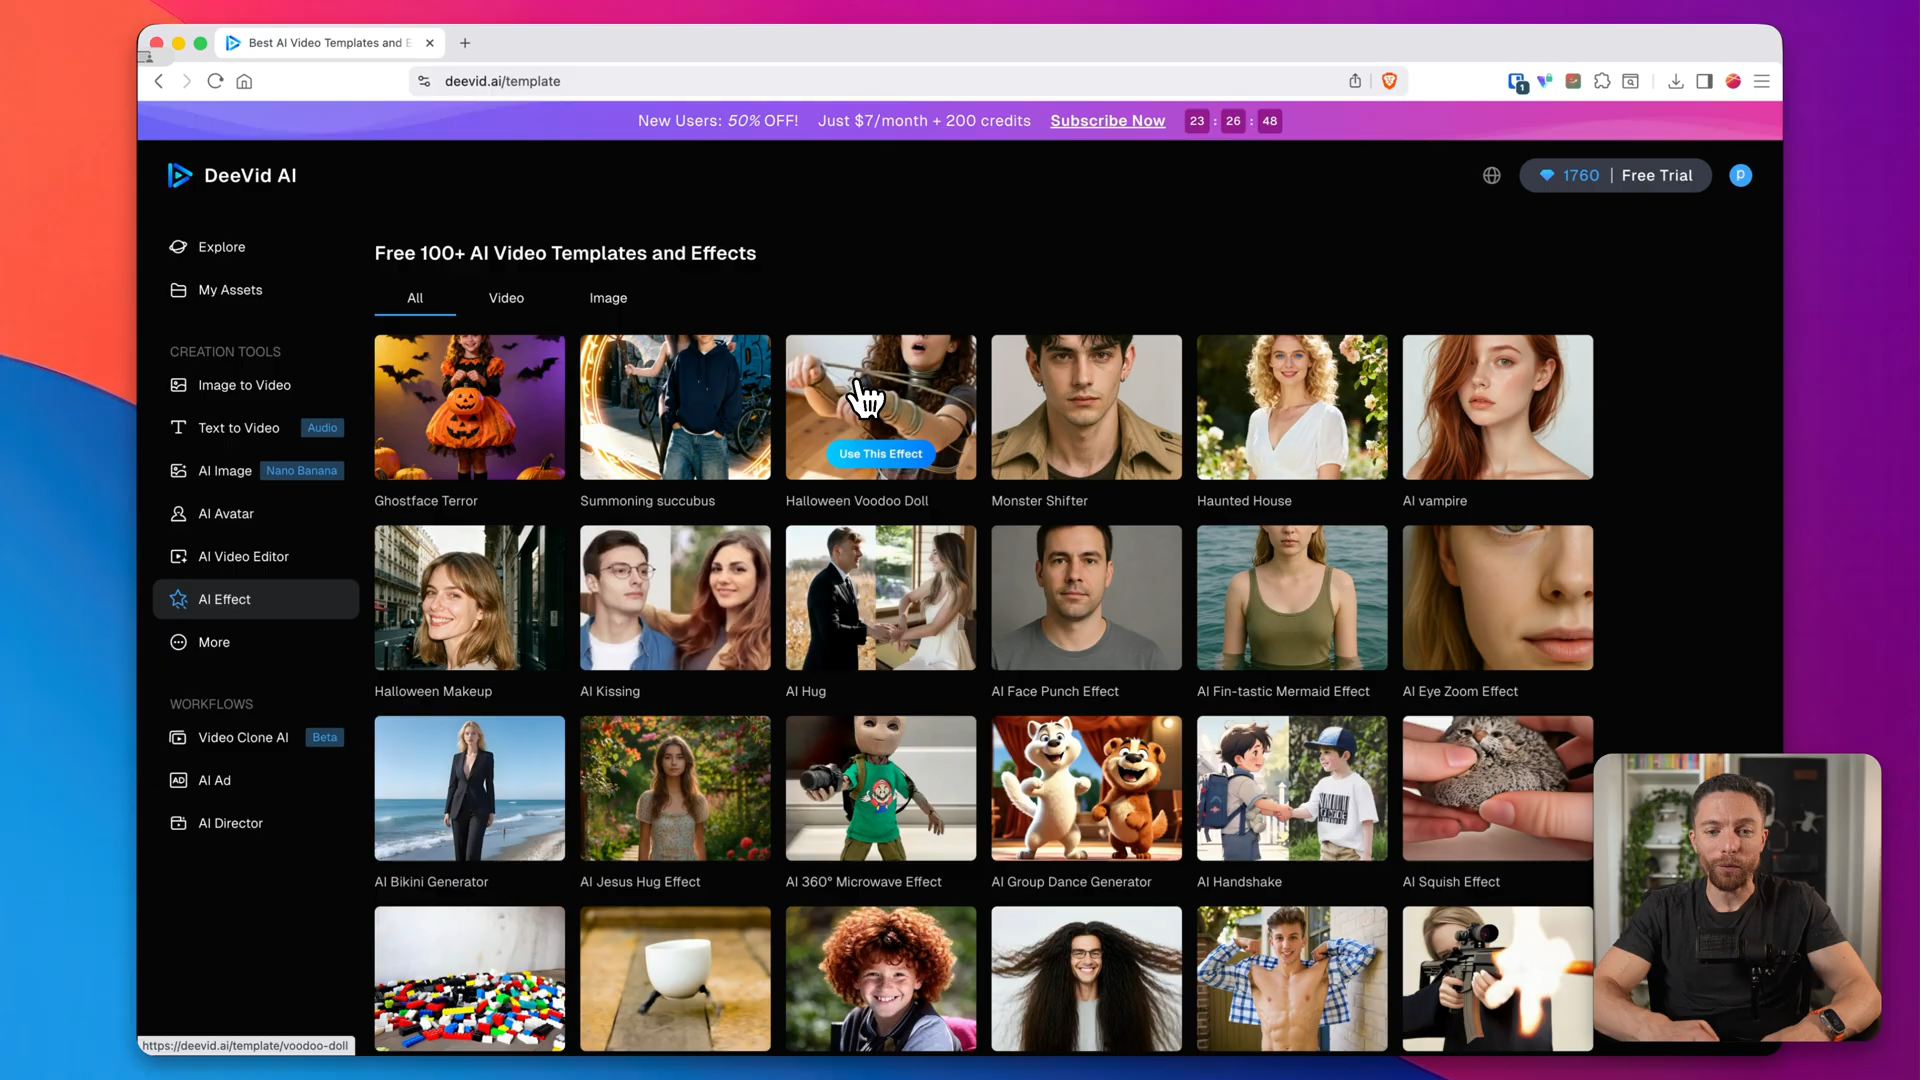 Best AI Video Templates and E
deevid.ai/template
1
New Users: 50% OFF! Just $7/month + 200 credits Subscribe Now 23 : 26 : 48
DeeVid AI
1760 | Free Trial
p
Explore
My Assets
CREATION TOOLS
Image to Video
Text to Video Audio
AI Image Nano Banana
AI Avatar
AI Video Editor
AI Effect
More
WORKFLOWS
Video Clone AI Beta
AD AI Ad
AI Director
Free 100+ AI Video Templates and Effects
All Video Image
Use This Effect
Ghostface Terror Summoning succubus Halloween Voodoo Doll Monster Shifter Haunted House AI vampire
Halloween Makeup AI Kissing AI Hug AI Face Punch Effect AI Fin-tastic Mermaid Effect AI Eye Zoom Effect
AI Bikini Generator AI Jesus Hug Effect AI 360° Microwave Effect AI Group Dance Generator AI Handshake AI Squish Effect
https://deevid.ai/template/voodoo-doll